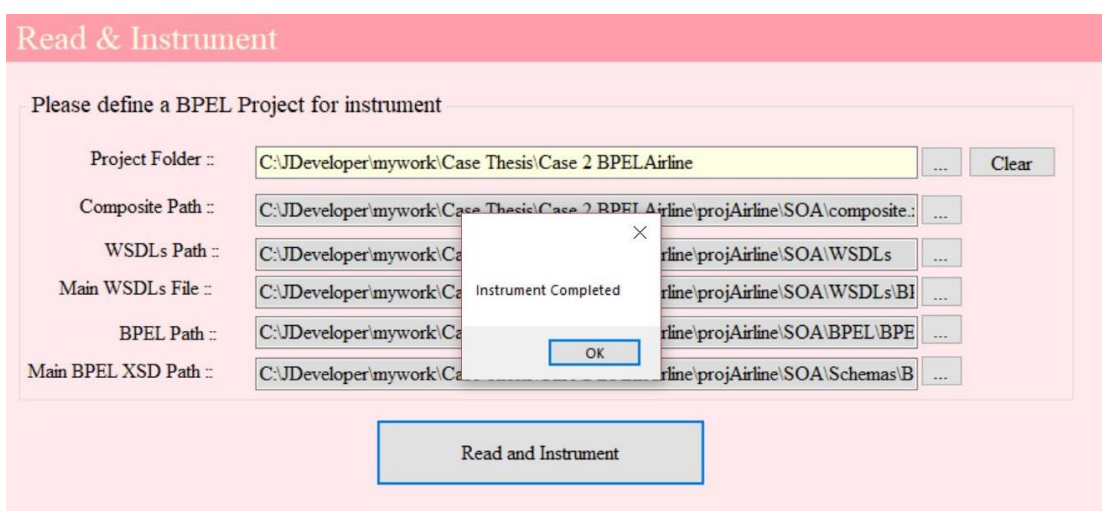 Read & Instrument
Please define a BPEL Project for instrument
Project Folder :: C:\JDeveloper\mywork\Case Thesis\Case 2 BPELAirline ... Clear
Composite Path :: C:\JDeveloper\mywork\Case Thesis\Case 2 BPELAirline\projAirline\SOA\composite.: ...
WSDLs Path :: C:\JDeveloper\mywork\Ca rline\projAirline\SOA\WSDLs ...
Main WSDLs File :: C:\JDeveloper\mywork\Ca rline\projAirline\SOA\WSDLs\BI ...
Instrument Completed
BPEL Path :: C:\JDeveloper\mywork\Ca rline\projAirline\SOA\BPEL\BPE ...
OK
Main BPEL XSD Path :: C:\JDeveloper\mywork\Ca rline\projAirline\SOA\Schemas\B ...
Read and Instrument